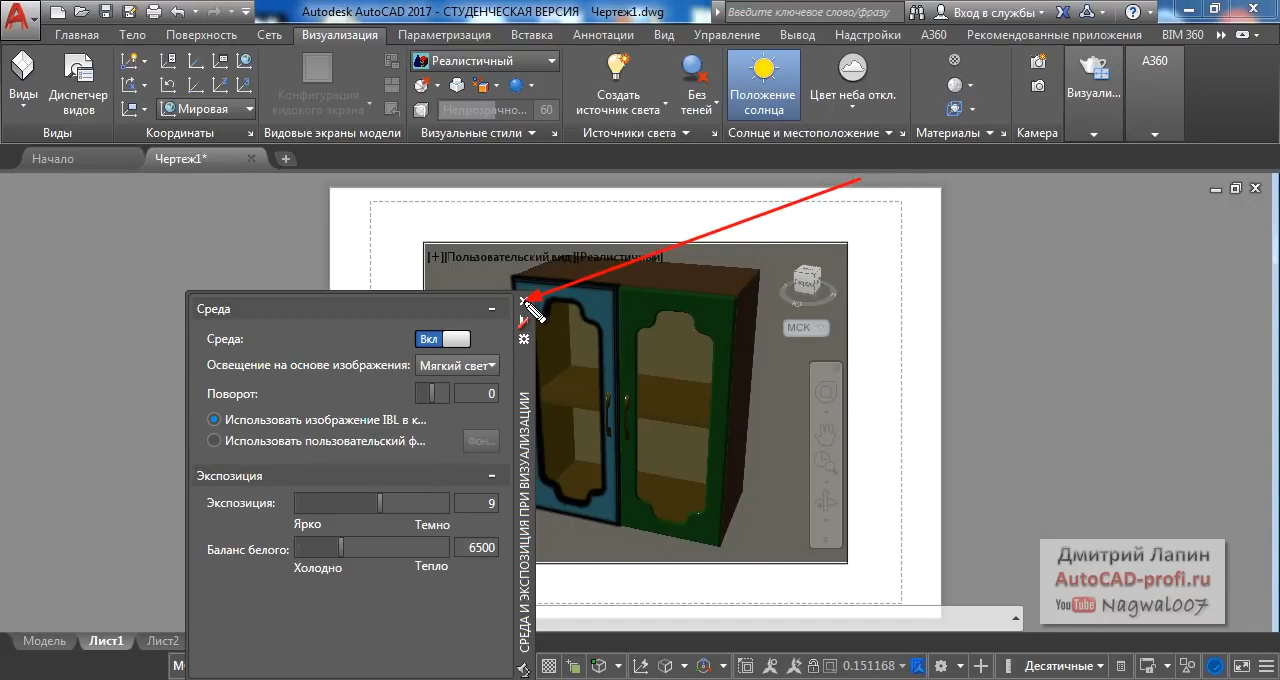 Autodesk AutoCAD 2017 - СТУДЕНЧЕСКАЯ ВЕРСИЯ Чертеж1.dwg
Введите ключевое слово/фразу
Вход в службы
Главная Тело Поверхность Сеть Визуализация Параметризация Вставка Аннотации Вид Управление Вывод Надстройки A360 Рекомендованные приложения BIM 360
Виды
Диспетчер видов
Мировая
Конфигурация видового экрана
Реалистичный
Непрозрачно... 60
Создать источник света
Без теней
Положение солнца
Цвет неба откл.
Визуали...
A360
Виды Координаты Видовые экраны модели Визуальные стили Источники света Солнце и местоположение Материалы Камера
Начало Чертеж1*
[+][Пользовательский вид][Реалистичный]
МСК
Среда
Среда: Вкл
Освещение на основе изображения: Мягкий свет
Поворот: 0
Использовать изображение IBL в к...
Использовать пользовательский ф... Фон...
Экспозиция
Экспозиция: 9
Ярко Темно
Баланс белого: 6500
Холодно Тепло
СРЕДА И ЭКСПОЗИЦИЯ ПРИ ВИЗУАЛИЗАЦИИ
Дмитрий Лапин
AutoCAD-profi.ru
YouTube Nagwal007
Модель Лист1 Лист2
0.151168 Десятичные